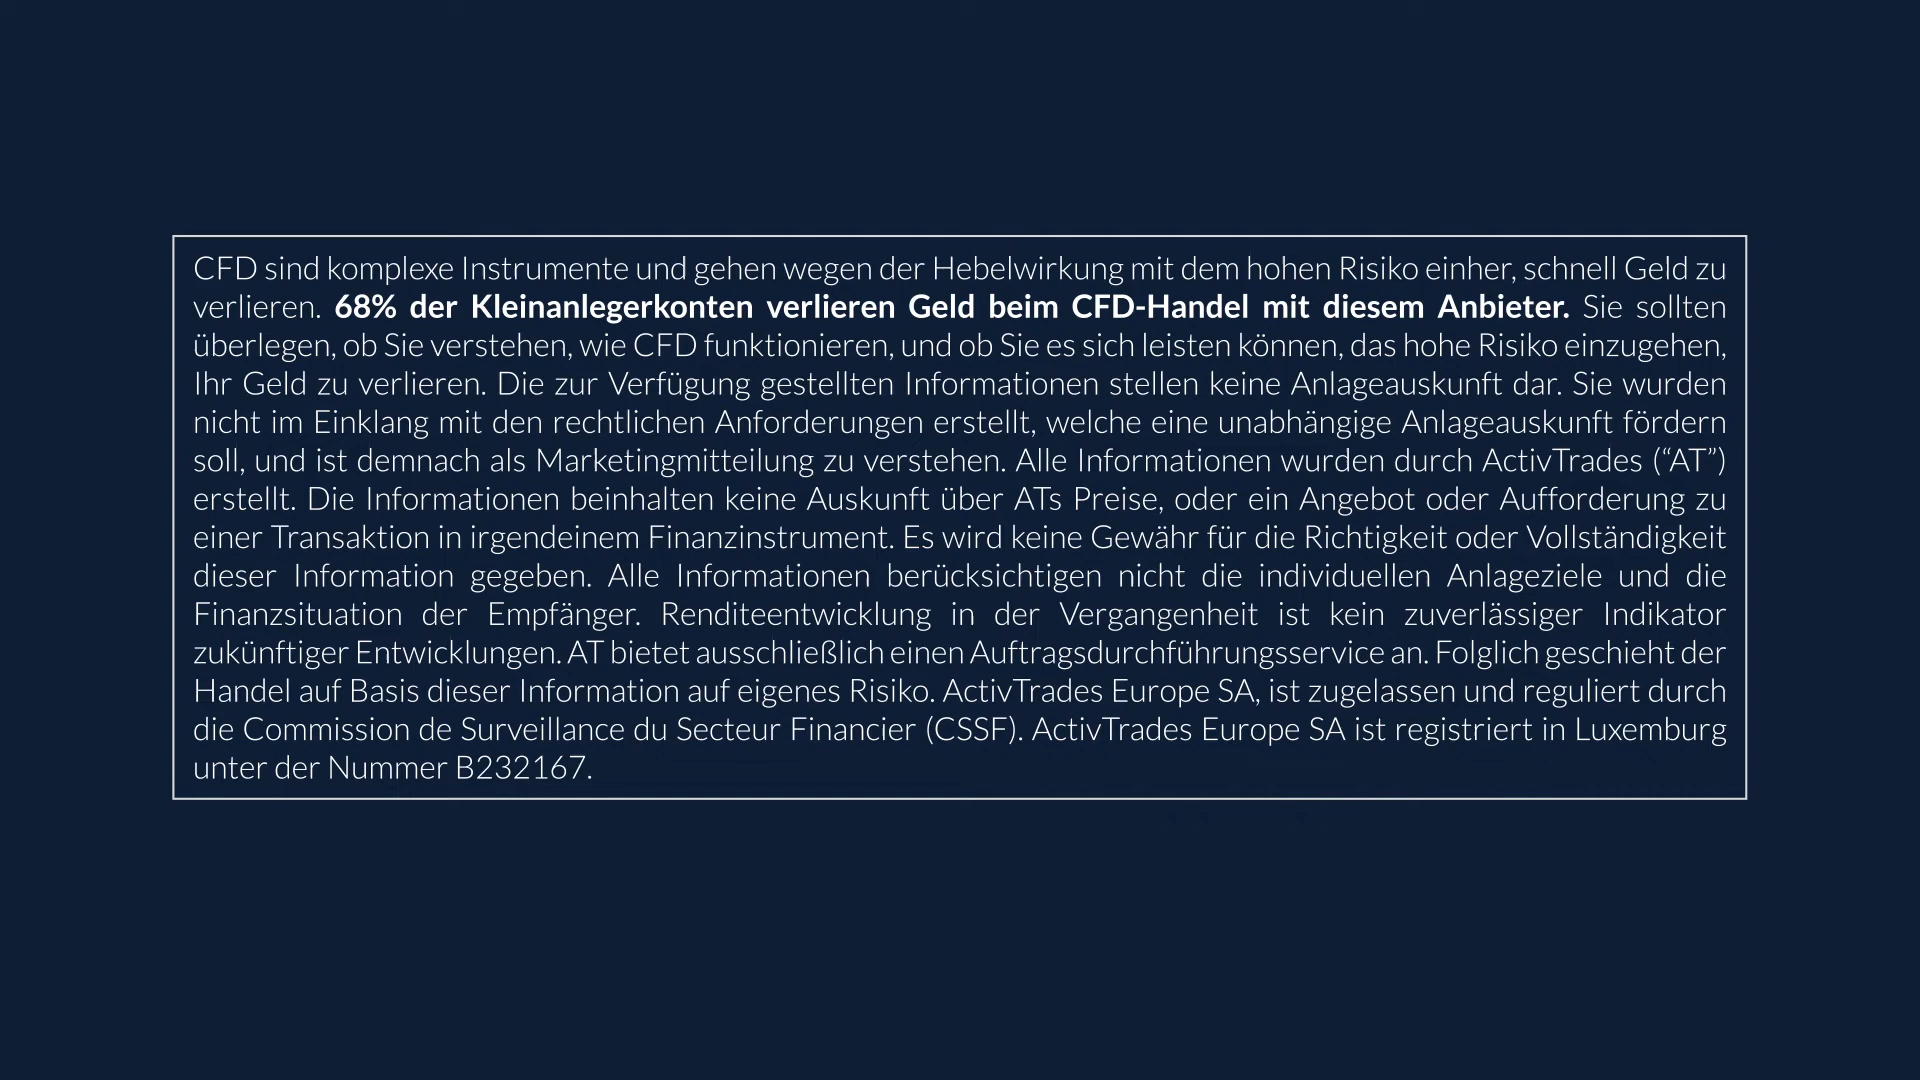 CFD sind komplexe Instrumente und gehen wegen der Hebelwirkung mit dem hohen Risiko einher, schnell Geld zu
verlieren. 68% der Kleinanlegerkonten verlieren Geld beim CFD-Handel mit diesem Anbieter. Sie sollten
überlegen, ob Sie verstehen, wie CFD funktionieren, und ob Sie es sich leisten können, das hohe Risiko einzugehen,
Ihr Geld zu verlieren. Die zur Verfügung gestellten Informationen stellen keine Anlageauskunft dar. Sie wurden
nicht im Einklang mit den rechtlichen Anforderungen erstellt, welche eine unabhängige Anlageauskunft fördern
soll, und ist demnach als Marketingmitteilung zu verstehen. Alle Informationen wurden durch ActivTrades (“AT”)
erstellt. Die Informationen beinhalten keine Auskunft über ATs Preise, oder ein Angebot oder Aufforderung zu
einer Transaktion in irgendeinem Finanzinstrument. Es wird keine Gewähr für die Richtigkeit oder Vollständigkeit
dieser Information gegeben. Alle Informationen berücksichtigen nicht die individuellen Anlageziele und die
Finanzsituation der Empfänger. Renditeentwicklung in der Vergangenheit ist kein zuverlässiger Indikator
zukünftiger Entwicklungen. AT bietet ausschließlich einen Auftragsdurchführungsservice an. Folglich geschieht der
Handel auf Basis dieser Information auf eigenes Risiko. ActivTrades Europe SA, ist zugelassen und reguliert durch
die Commission de Surveillance du Secteur Financier (CSSF). ActivTrades Europe SA ist registriert in Luxemburg
unter der Nummer B232167.